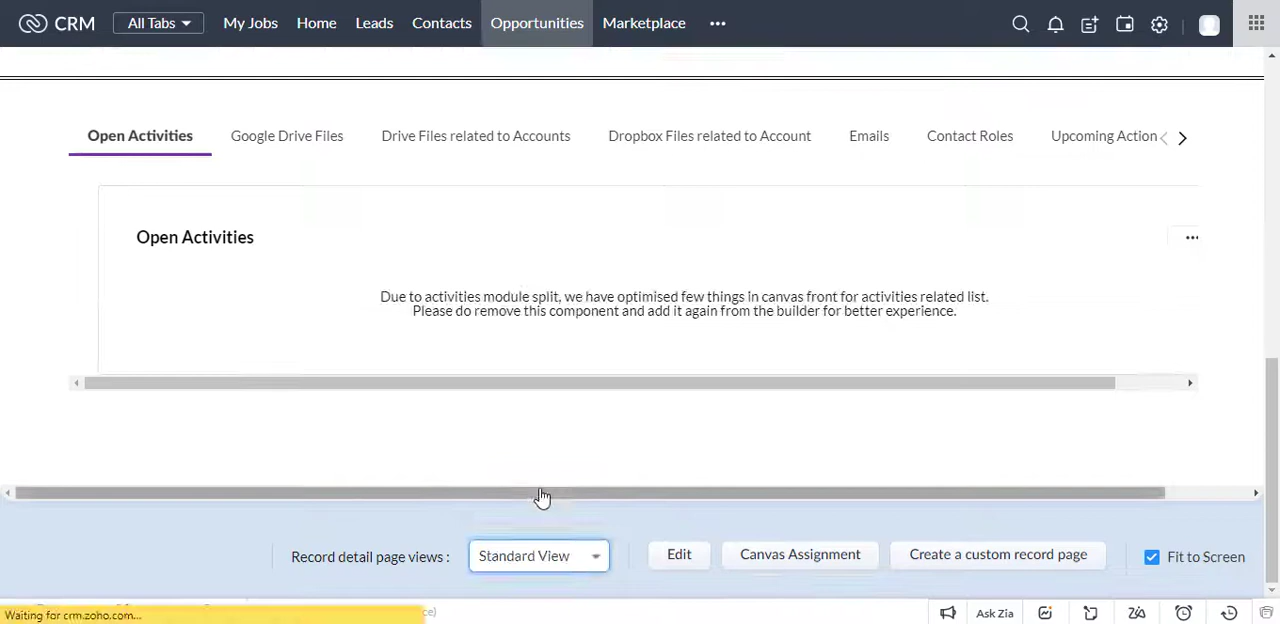 CRM All Tabs My Jobs Home Leads Contacts Opportunities Marketplace •••
Open Activities Google Drive Files Drive Files related to Accounts Dropbox Files related to Account Emails Contact Roles Upcoming Action
Open Activities
Due to activities module split, we have optimised few things in canvas front for activities related list.
Please do remove this component and add it again from the builder for better experience.
Record detail page views : Standard View Edit Canvas Assignment Create a custom record page Fit to Screen
Waiting for crm.zoho.com... Ask Zia